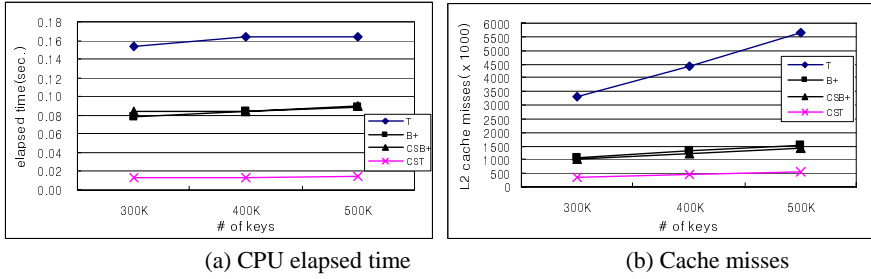 0.18
0.16
0.14
0.12
0.10
0.08
0.06
0.04
0.02
0.00
elapsed time(sec.)
300K 400K 500K
# of keys
T
B+
CSB+
CST
(a) CPU elapsed time
6000
5500
5000
4500
4000
3500
3000
2500
2000
1500
1000
500
0
L2 cache misses( x 1000)
300K 400K 500K
# of keys
T
B+
CSB+
CST
(b) Cache misses